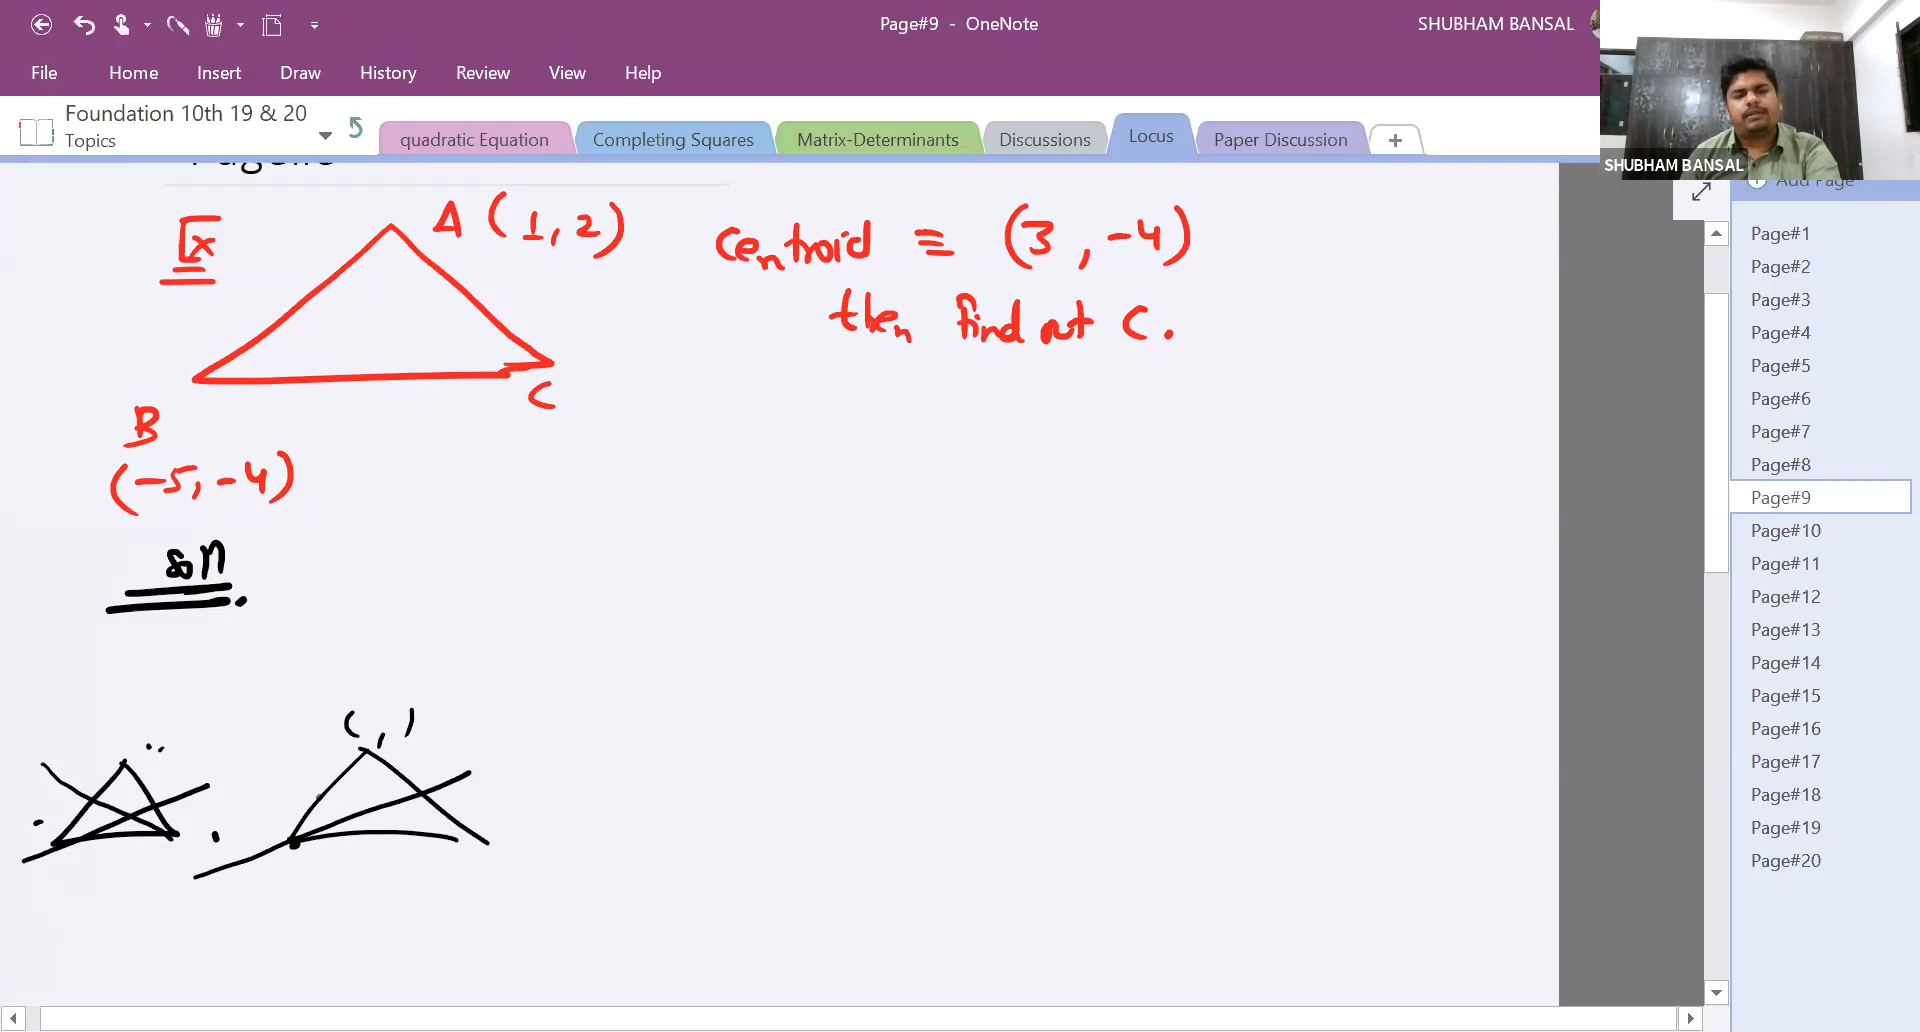 Page#9 - OneNote
SHUBHAM BANSAL
File Home Insert Draw History Review View Help
Foundation 10th 19 & 20
Topics
quadratic Equation
Completing Squares
Matrix-Determinants
Discussions
Locus
Paper Discussion
+
SHUBHAM BANSAL
Add Page
Ex
A (1, 2)
centroid ≡ (3, -4)
then find out C.
C
B
(-5, -4)
soln.
( , )
Page#1
Page#2
Page#3
Page#4
Page#5
Page#6
Page#7
Page#8
Page#9
Page#10
Page#11
Page#12
Page#13
Page#14
Page#15
Page#16
Page#17
Page#18
Page#19
Page#20